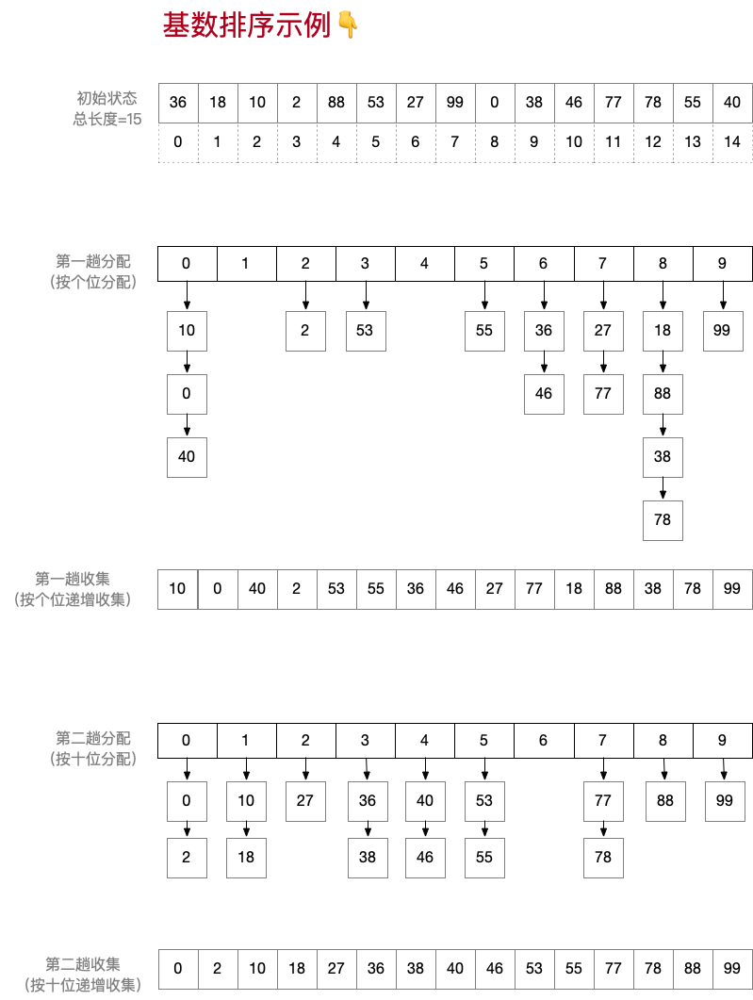 基数排序示例👇
初始状态
总长度=15
36 18 10 2 88 53 27 99 0 38 46 77 78 55 40
0 1 2 3 4 5 6 7 8 9 10 11 12 13 14
第一趟分配
(按个位分配)
0 1 2 3 4 5 6 7 8 9
10 2 53 55 36 27 18 99
0 46 77 88
40 38
78
第一趟收集
(按个位递增收集)
10 0 40 2 53 55 36 46 27 77 18 88 38 78 99
第二趟分配
(按十位分配)
0 1 2 3 4 5 6 7 8 9
0 10 27 36 40 53 77 88 99
2 18 38 46 55 78
第二趟收集
(按十位递增收集)
0 2 10 18 27 36 38 40 46 53 55 77 78 88 99